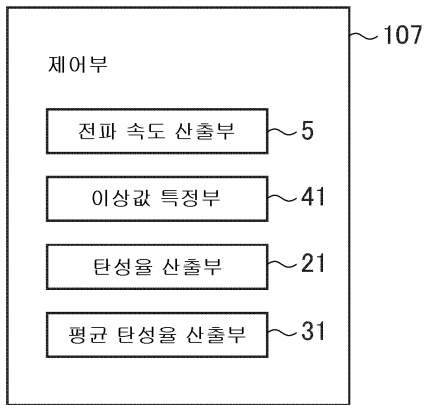 107
제어부
전파 속도 산출부 5
이상값 특정부 41
탄성율 산출부 21
평균 탄성율 산출부 31